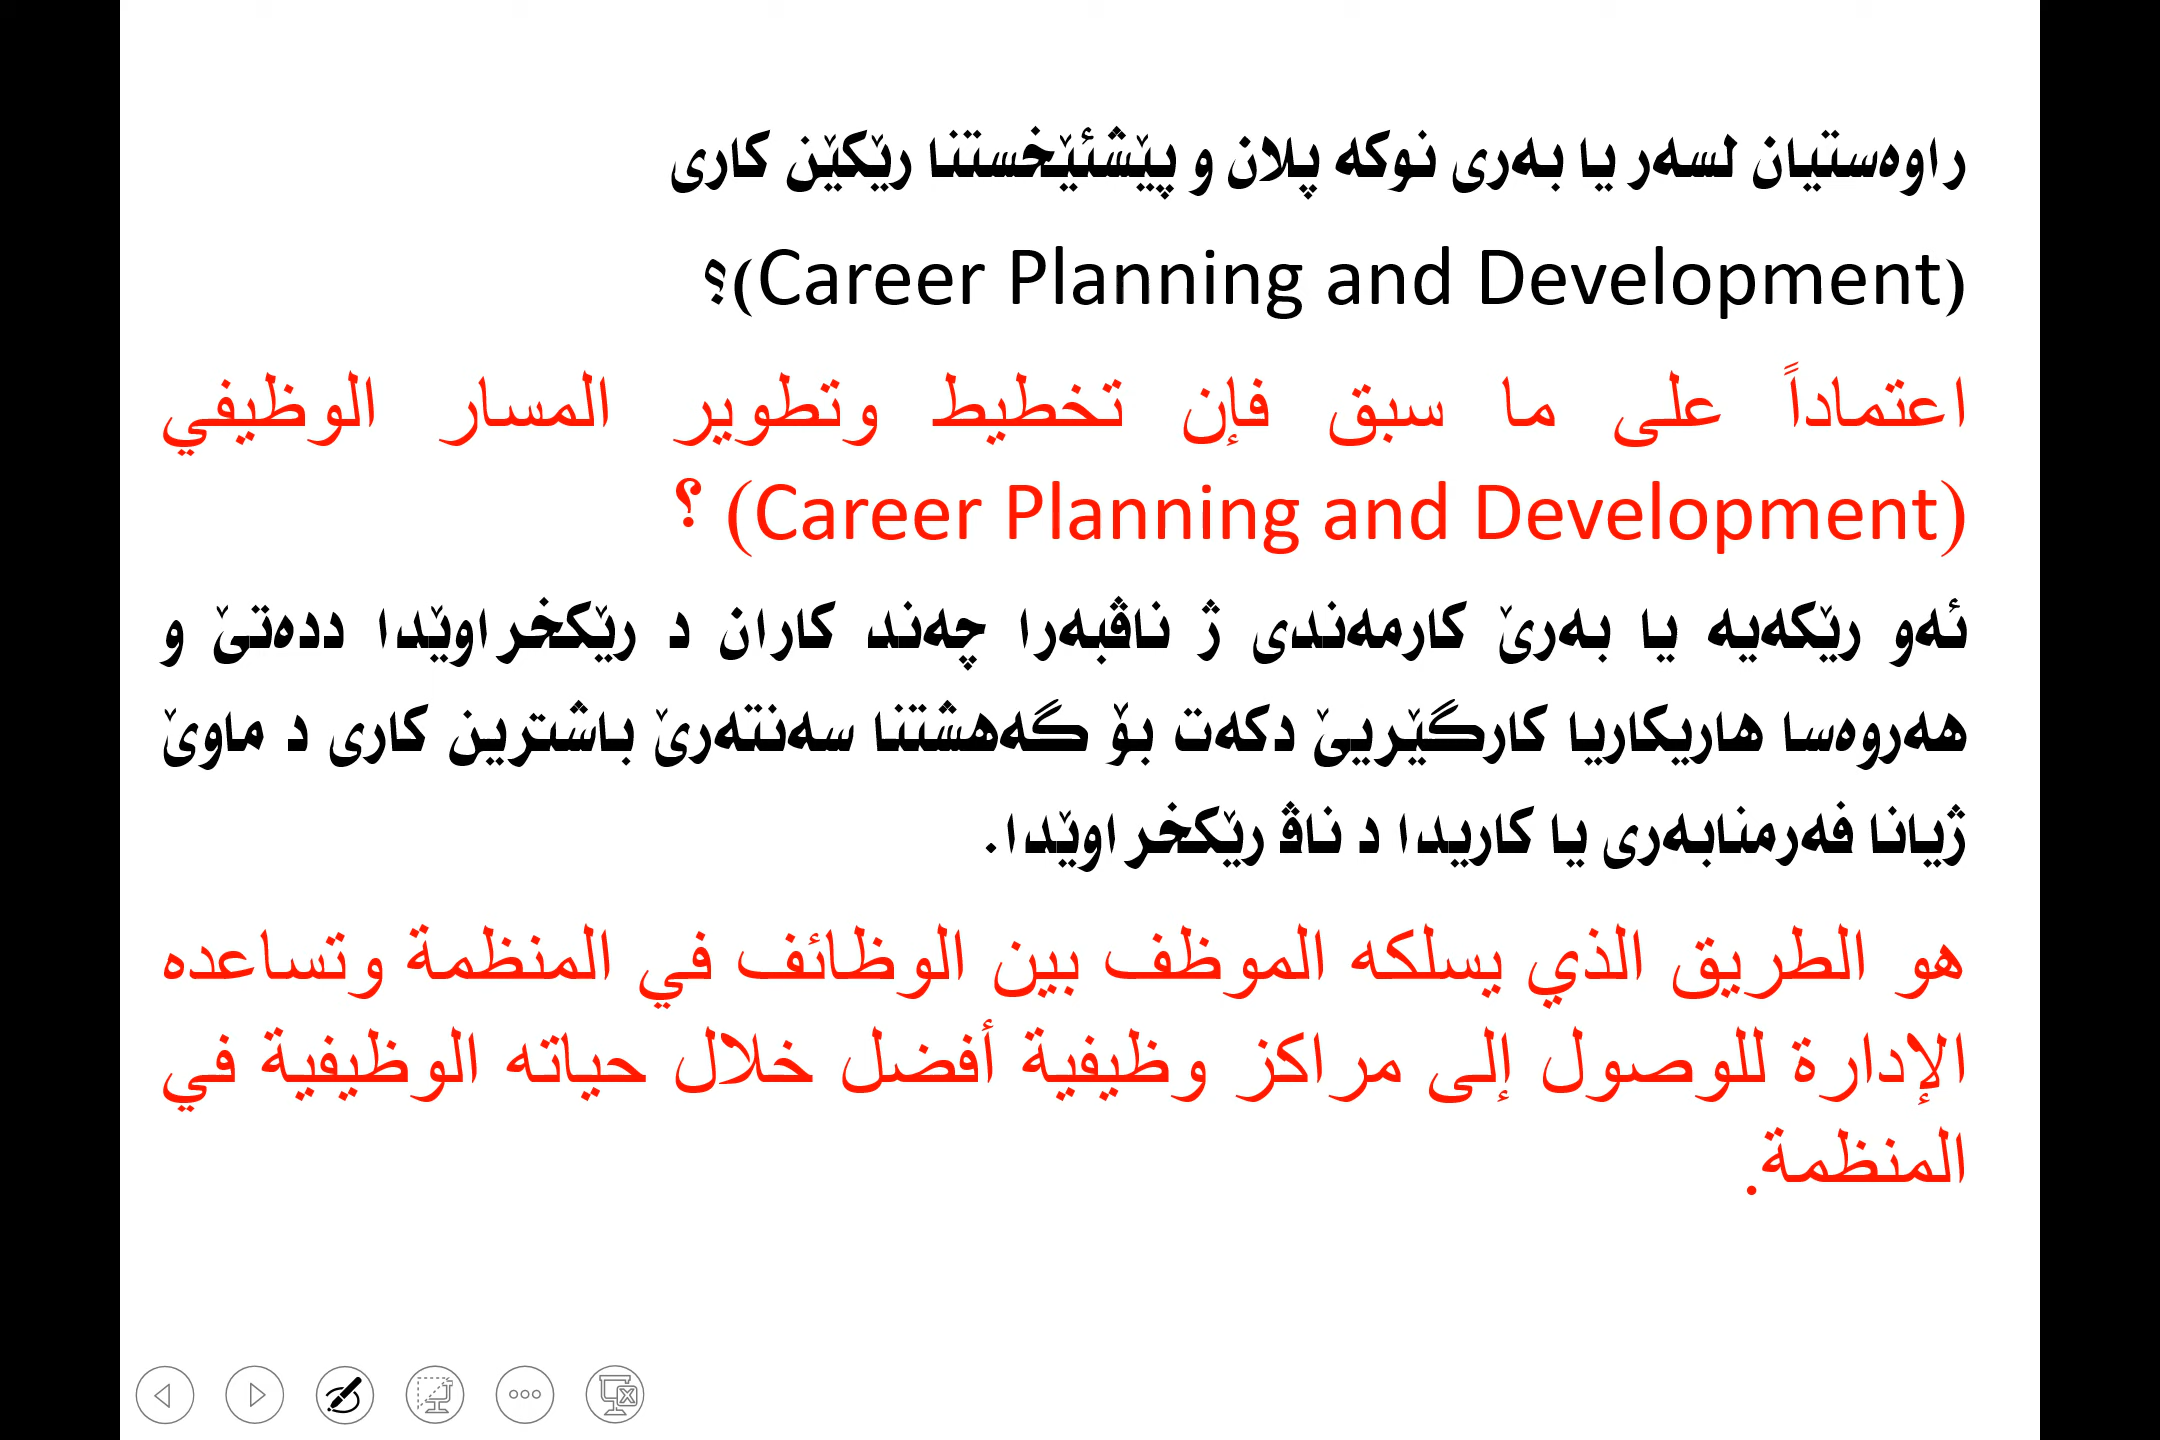 راوەستیان لسەر یا بەری نوکە پلان و پێشئێخستنا رێکێن کاری
(Career Planning and Development)؟
اعتماداً على ما سبق فإن تخطيط وتطوير المسار الوظيفي
(Career Planning and Development) ؟
ئەو رێکەیە یا بەرێ کارمەندی ژ ناڤبەرا چەند کاران د رێکخراوێدا ددەتێ و
هەروەسا هاریکاریا کارگێریێ دکەت بۆ گەهشتنا سەنتەرێ باشترین کاری د ماوێ
ژیانا فەرمنابەری یا کاریدا د ناڤ رێکخراوێدا.
هو الطريق الذي يسلكه الموظف بين الوظائف في المنظمة وتساعده
الإدارة للوصول إلى مراكز وظيفية أفضل خلال حياته الوظيفية في
المنظمة.